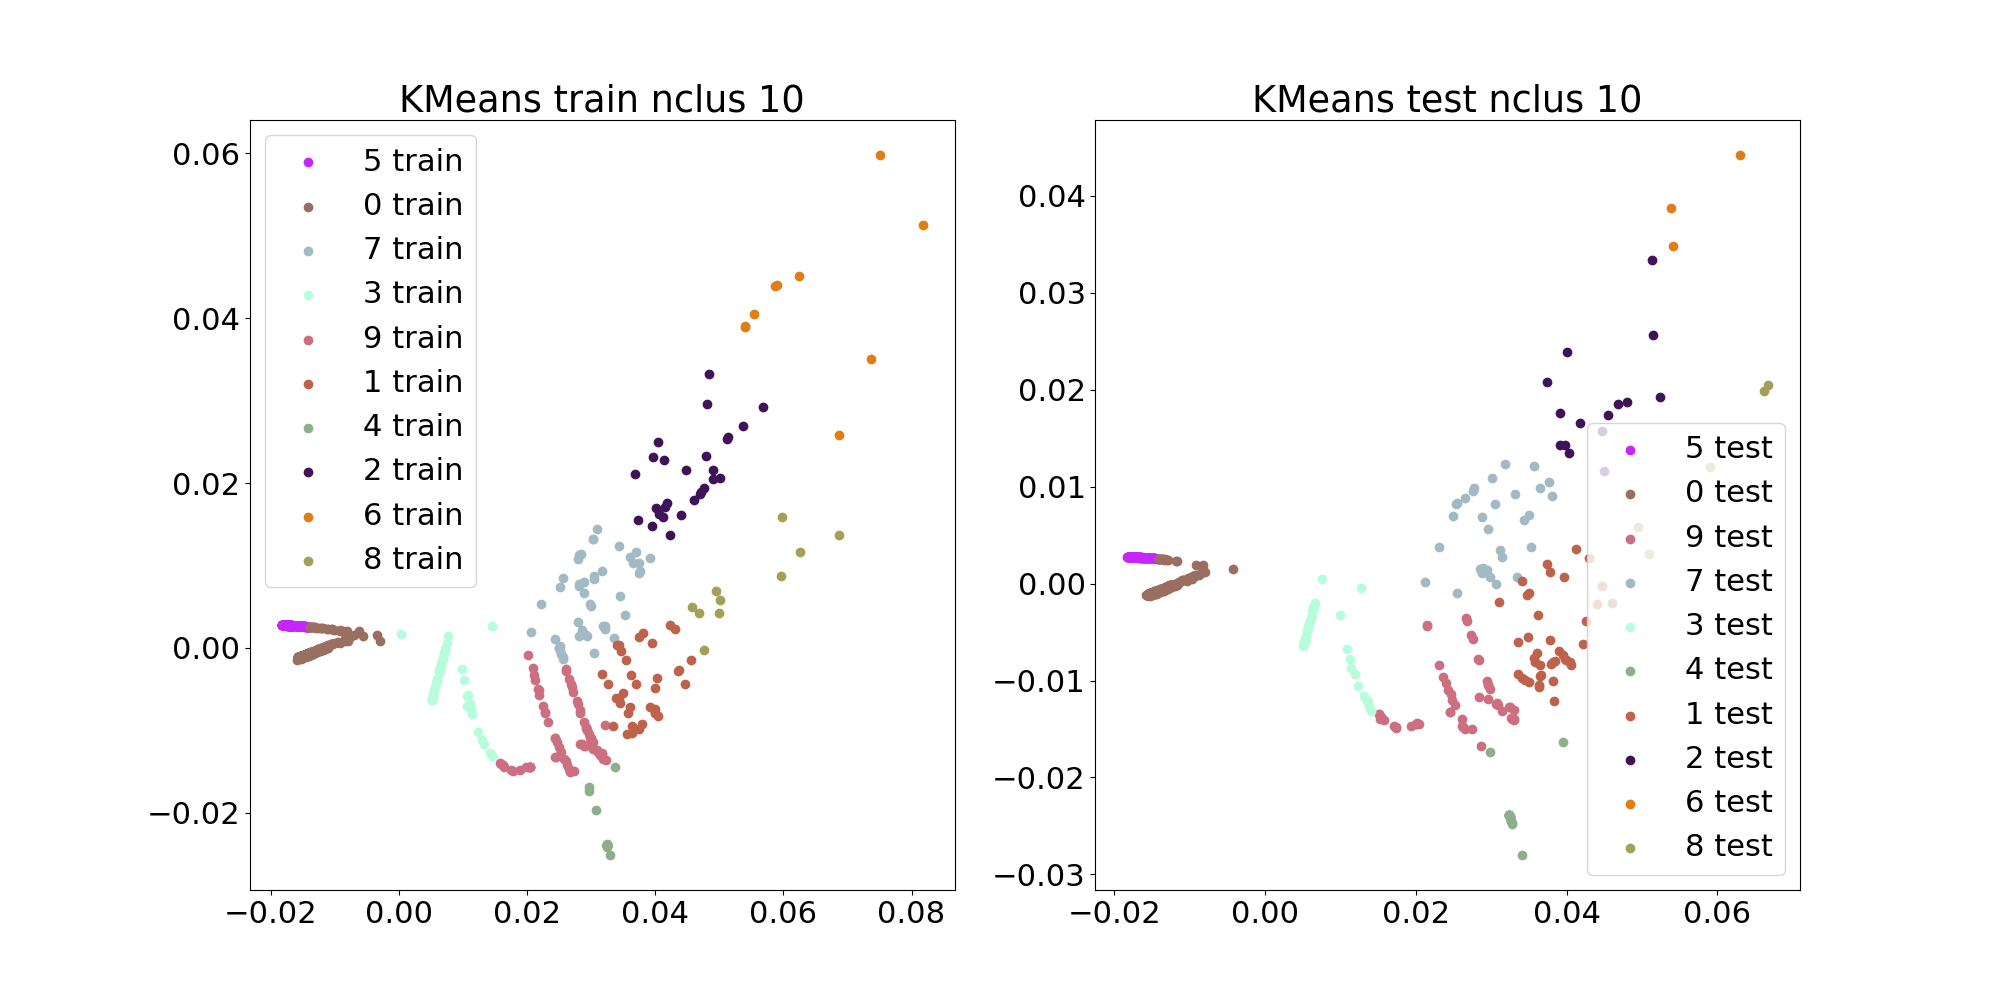 KMeans train nclus 10
0.06
0.04
0.02
0.00
−0.02
−0.02 0.00 0.02 0.04 0.06 0.08
5 train
0 train
7 train
3 train
9 train
1 train
4 train
2 train
6 train
8 train
KMeans test nclus 10
0.04
0.03
0.02
0.01
0.00
−0.01
−0.02
−0.03
−0.02 0.00 0.02 0.04 0.06
5 test
0 test
9 test
7 test
3 test
4 test
1 test
2 test
6 test
8 test